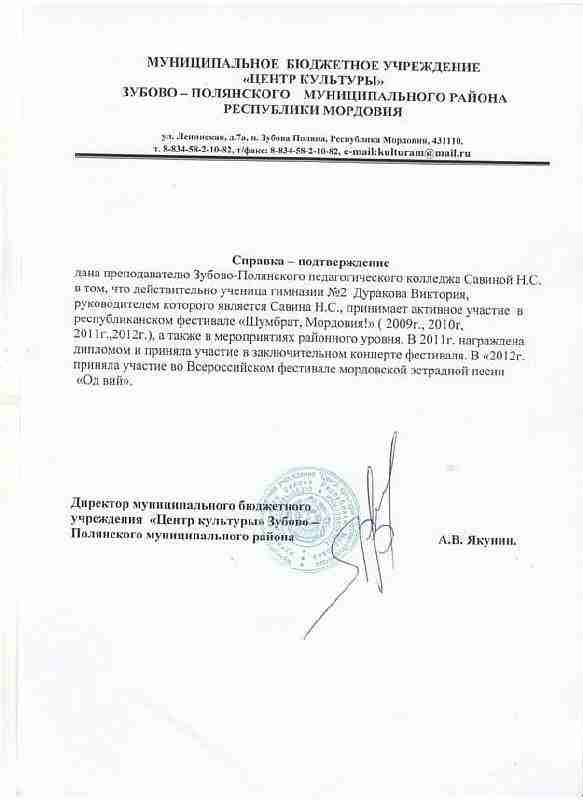 МУНИЦИПАЛЬНОЕ БЮДЖЕТНОЕ УЧРЕЖДЕНИЕ
«ЦЕНТР КУЛЬТУРЫ»
ЗУБОВО – ПОЛЯНСКОГО МУНИЦИПАЛЬНОГО РАЙОНА
РЕСПУБЛИКИ МОРДОВИЯ
ул. Ленинская, д.7а, п. Зубова Поляна, Республика Мордовия, 431110,
т. 8-834-58-2-10-82, т/факс: 8-834-58-2-10-82, e-mail:kulturam@mail.ru
Справка – подтверждение
дана преподавателю Зубово-Полянского педагогического колледжа Савиной Н.С.
в том, что действительно ученица гимназии №2 Дуракова Виктория,
руководителем которого является Савина Н.С., принимает активное участие в
республиканском фестивале «Шумбрат, Мордовия!» ( 2009г., 2010г,
2011г.,2012г.), а также в мероприятиях районного уровня. В 2011г. награждена
дипломом и приняла участие в заключительном концерте фестиваля. В «2012г.
приняла участие во Всероссийском фестивале мордовской эстрадной песни
«Од вий».
Директор муниципального бюджетного
учреждения «Центр культуры» Зубово –
Полянского муниципального района
А.В. Якунин.